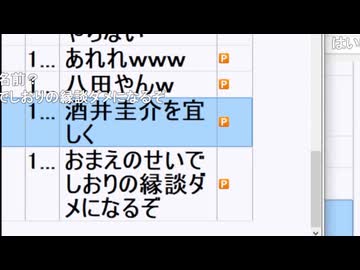 やらない
はい
1... あれれwww P
名前？
1... 八田やんw P
でしおりの縁談ダメになるぞ
1... 酒井圭介を宜
しく P
1... おまえのせいで
しおりの縁談ダ P
メになるぞ